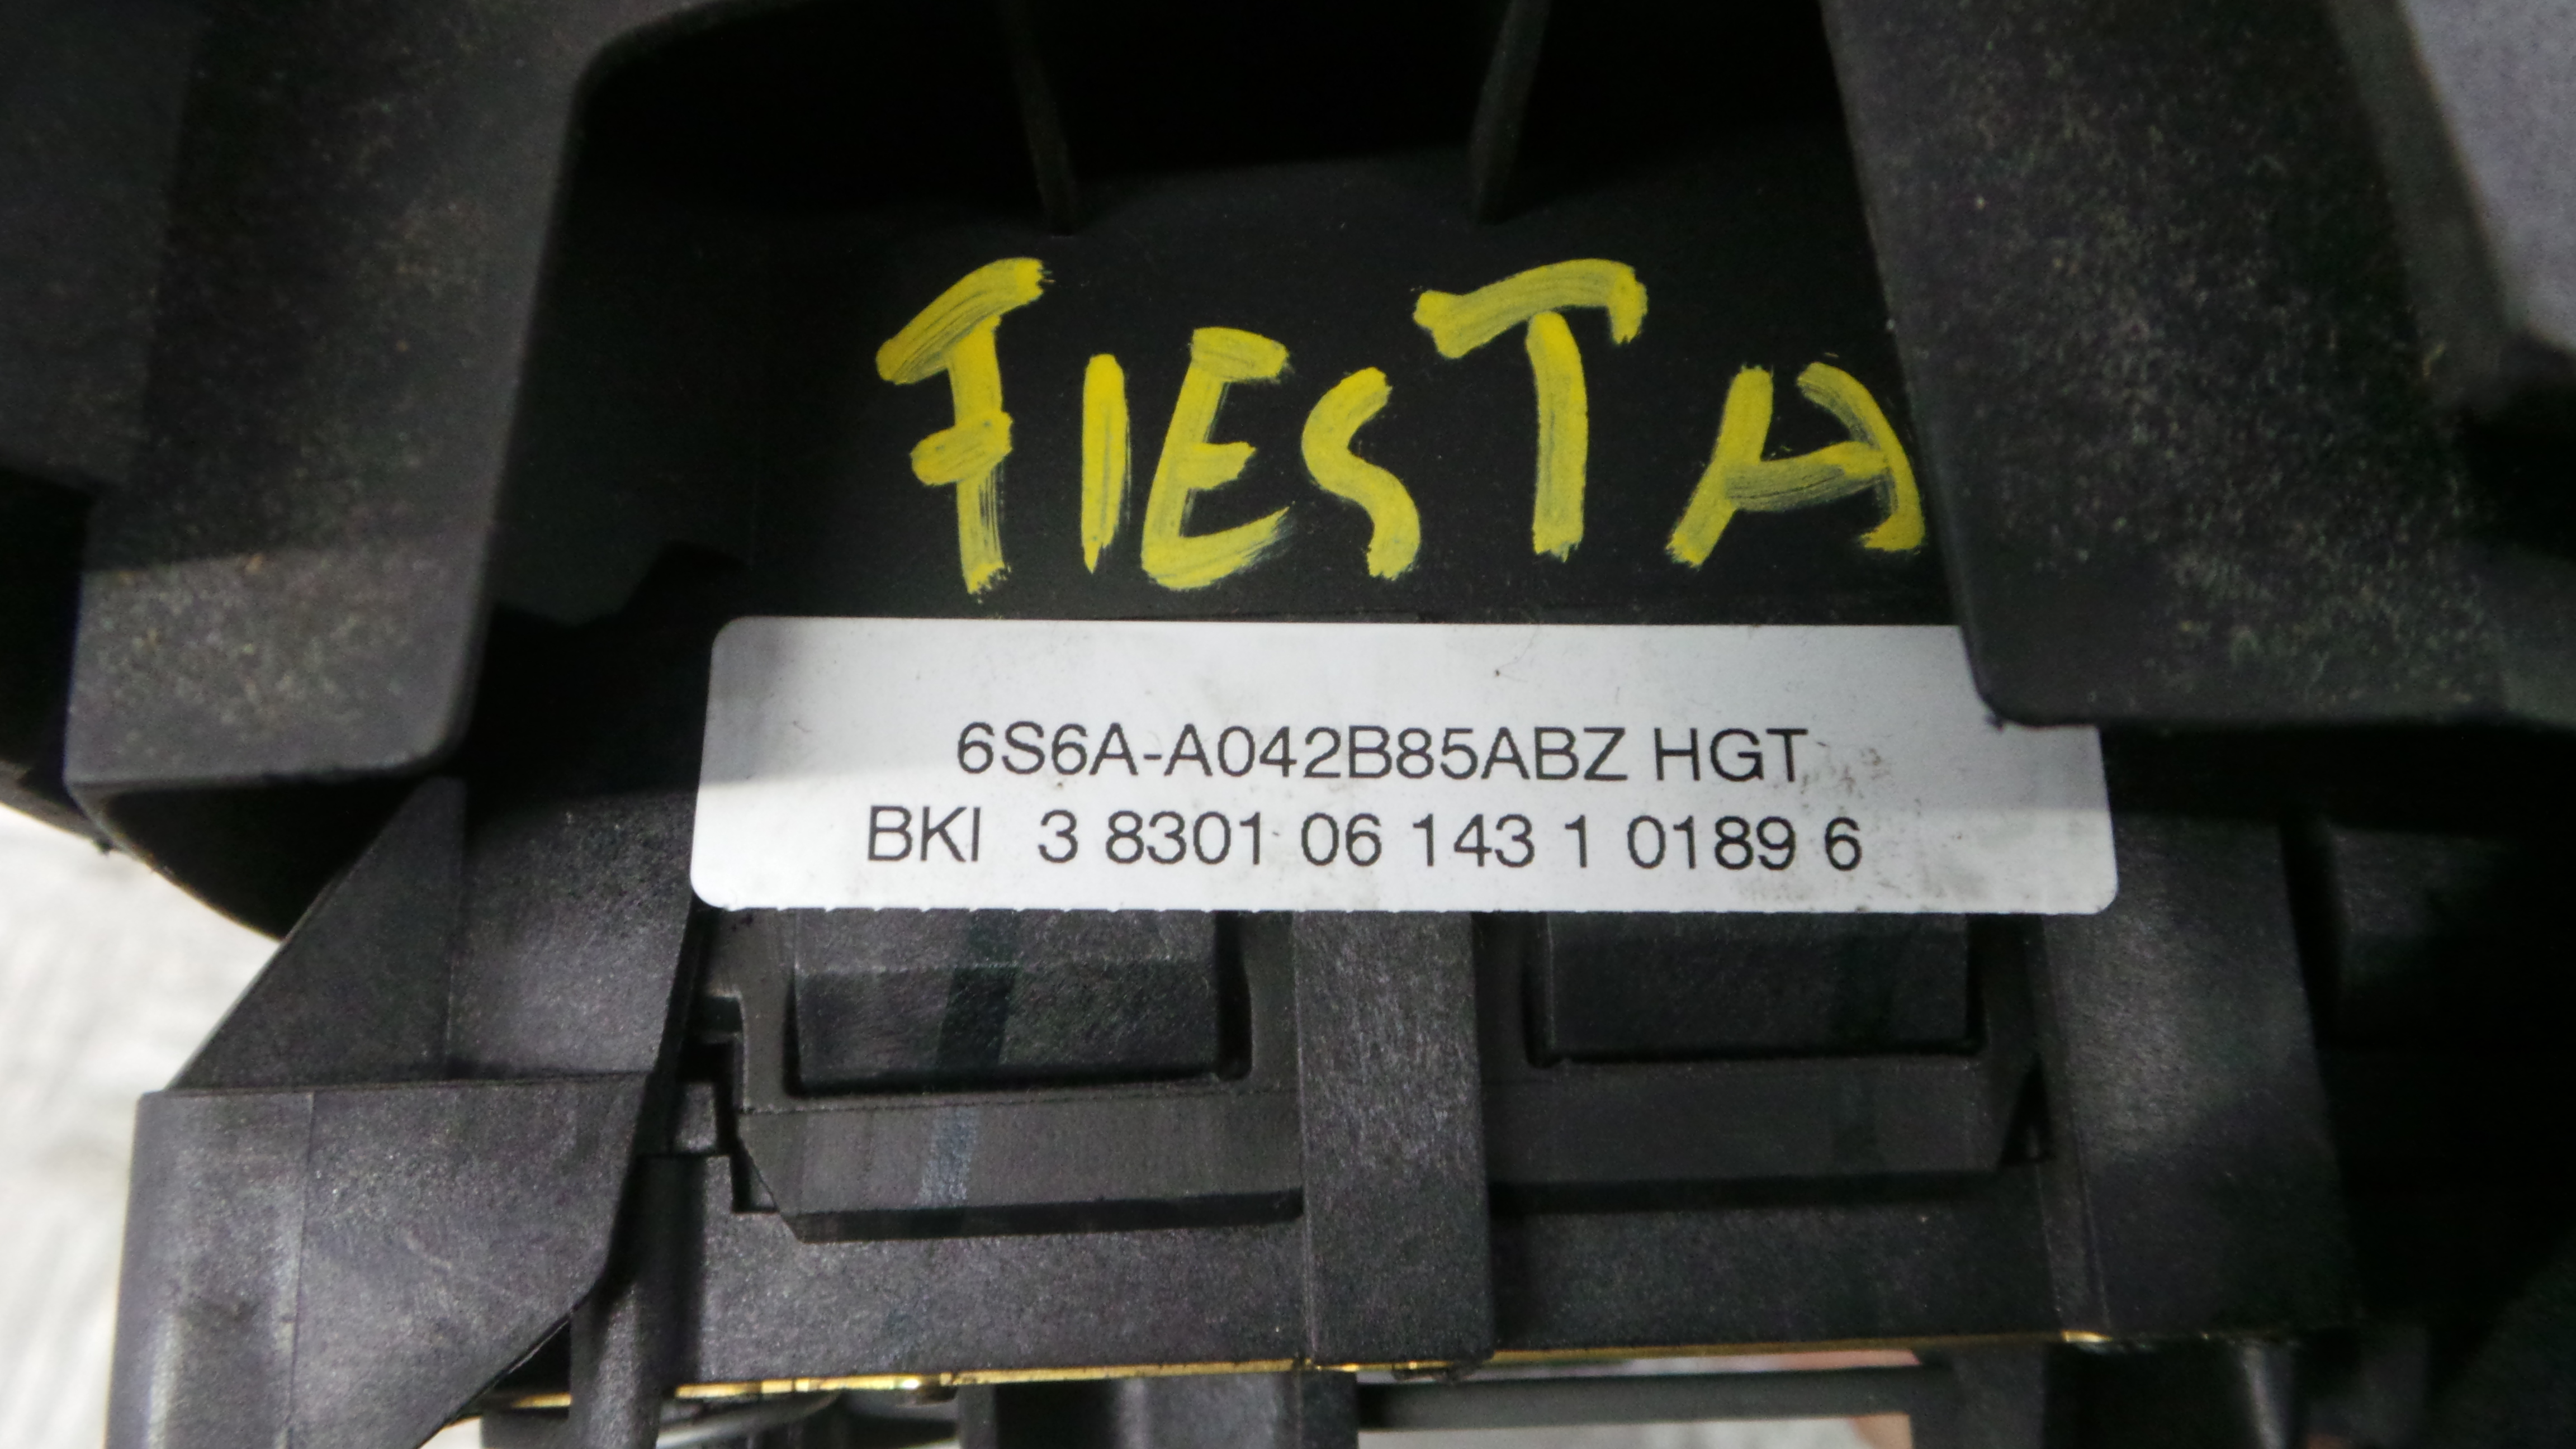 FIESTA
6S6A-A042B85ABZ HGT
BKI 3 8301 06 143 1 0189 6